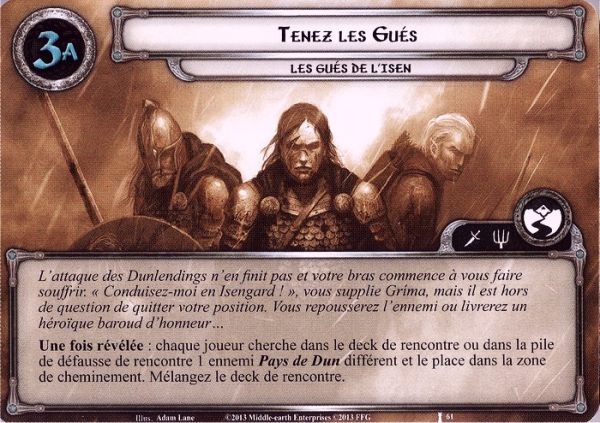 3A
TENEZ LES GUÉS
LES GUÉS DE L'ISEN
L'attaque des Dunlendings n'en finit pas et votre bras commence à vous faire
souffrir. « Conduisez-moi en Isengard ! », vous supplie Gríma, mais il est hors
de question de quitter votre position. Vous repousserez l'ennemi ou livrerez un
héroïque baroud d'honneur…
Une fois révélée : chaque joueur cherche dans le deck de rencontre ou dans la pile
de défausse de rencontre 1 ennemi Pays de Dun différent et le place dans la zone
de cheminement. Mélangez le deck de rencontre.
Illus. Adam Lane ©2013 Middle-earth Enterprises ©2013 FFG 61